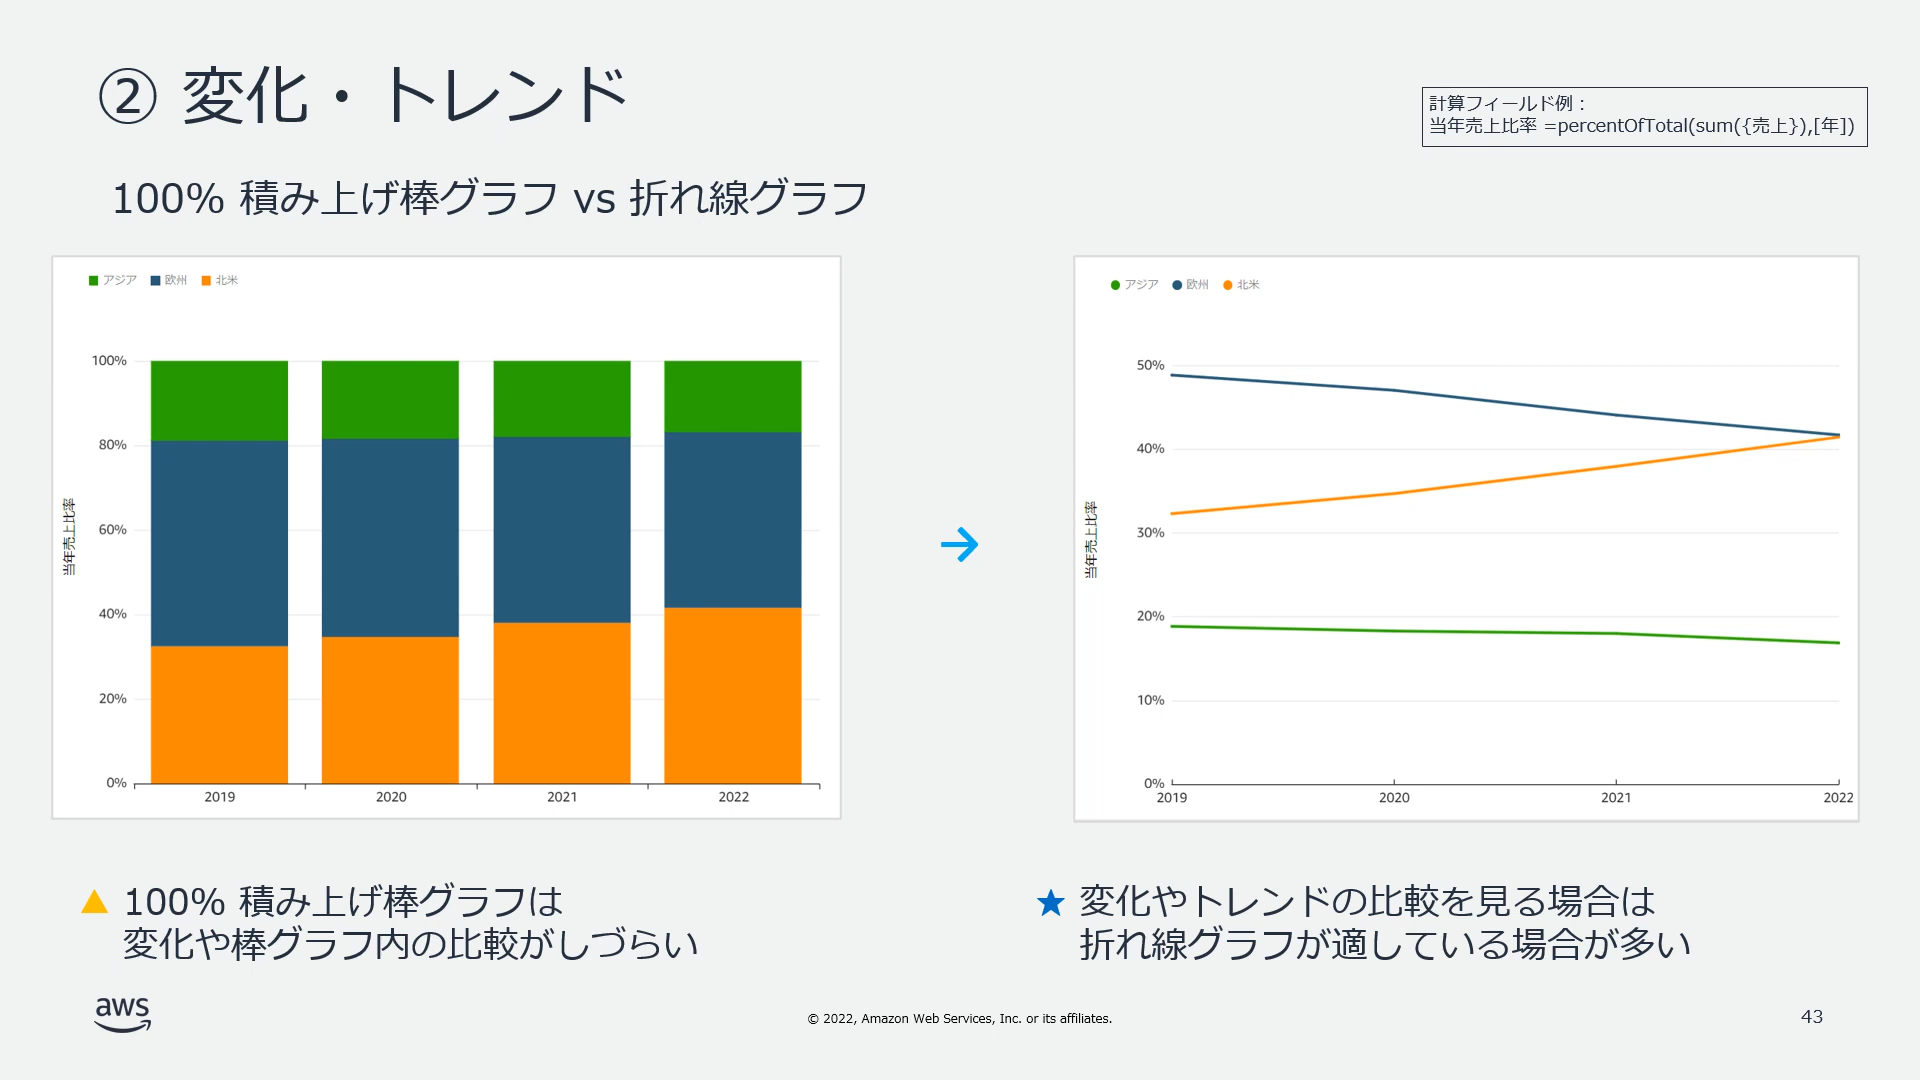 ② 変化・トレンド
計算フィールド例：
当年売上比率 =percentOfTotal(sum({売上}),[年])
100% 積み上げ棒グラフ vs 折れ線グラフ
アジア 欧州 北米
100%
80%
60%
40%
20%
0%
当年売上比率
2019 2020 2021 2022
アジア 欧州 北米
50%
40%
30%
20%
10%
0%
当年売上比率
2019 2020 2021 2022
100% 積み上げ棒グラフは
変化や棒グラフ内の比較がしづらい
変化やトレンドの比較を見る場合は
折れ線グラフが適している場合が多い
aws
© 2022, Amazon Web Services, Inc. or its affiliates.
43